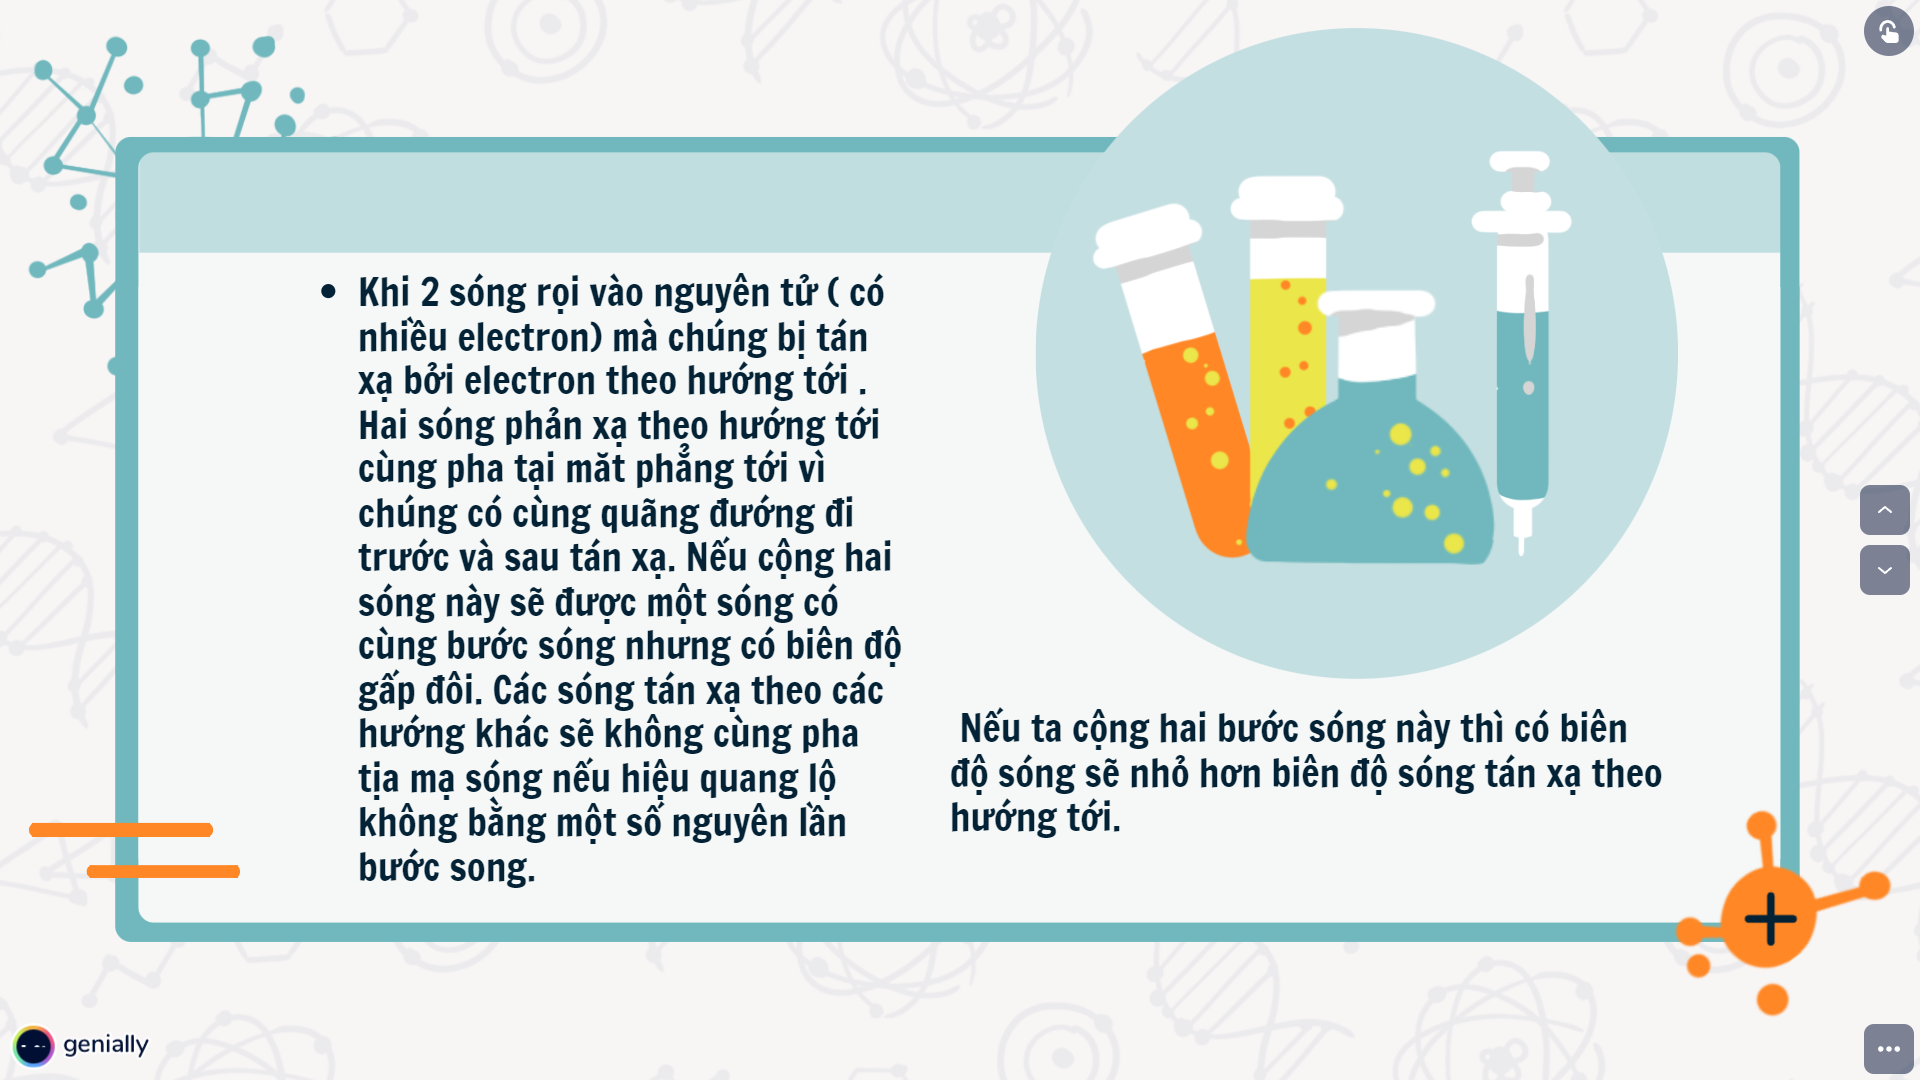 Khi 2 sóng rọi vào nguyên tử ( có
nhiều electron) mà chúng bị tán
xạ bởi electron theo hướng tới .
Hai sóng phản xạ theo hướng tới
cùng pha tại măt phẳng tới vì
chúng có cùng quãng đướng đi
trước và sau tán xạ. Nếu cộng hai
sóng này sẽ được một sóng có
cùng bước sóng nhưng có biên độ
gấp đôi. Các sóng tán xạ theo các
hướng khác sẽ không cùng pha
tịa mạ sóng nếu hiệu quang lộ
không bằng một số nguyên lần
bước song.
Nếu ta cộng hai bước sóng này thì có biên
độ sóng sẽ nhỏ hơn biên độ sóng tán xạ theo
hướng tới.
genially